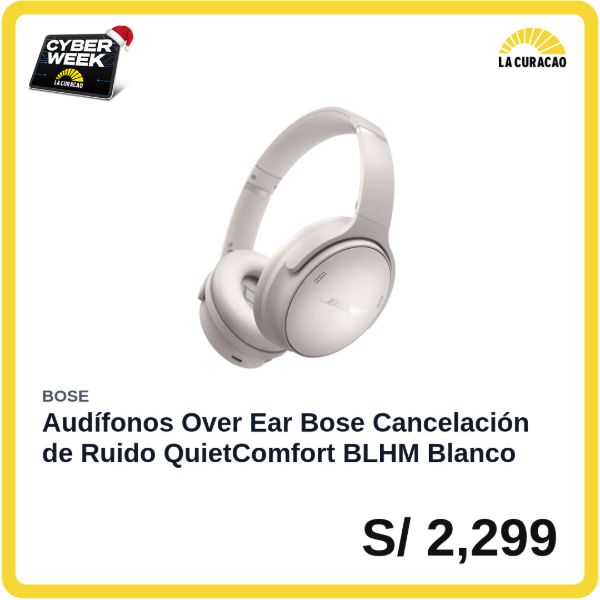 CYBER
WEEK
LA CURACAO
LA CURACAO
BOSE
BOSE
Audífonos Over Ear Bose Cancelación
de Ruido QuietComfort BLHM Blanco
S/ 2,299